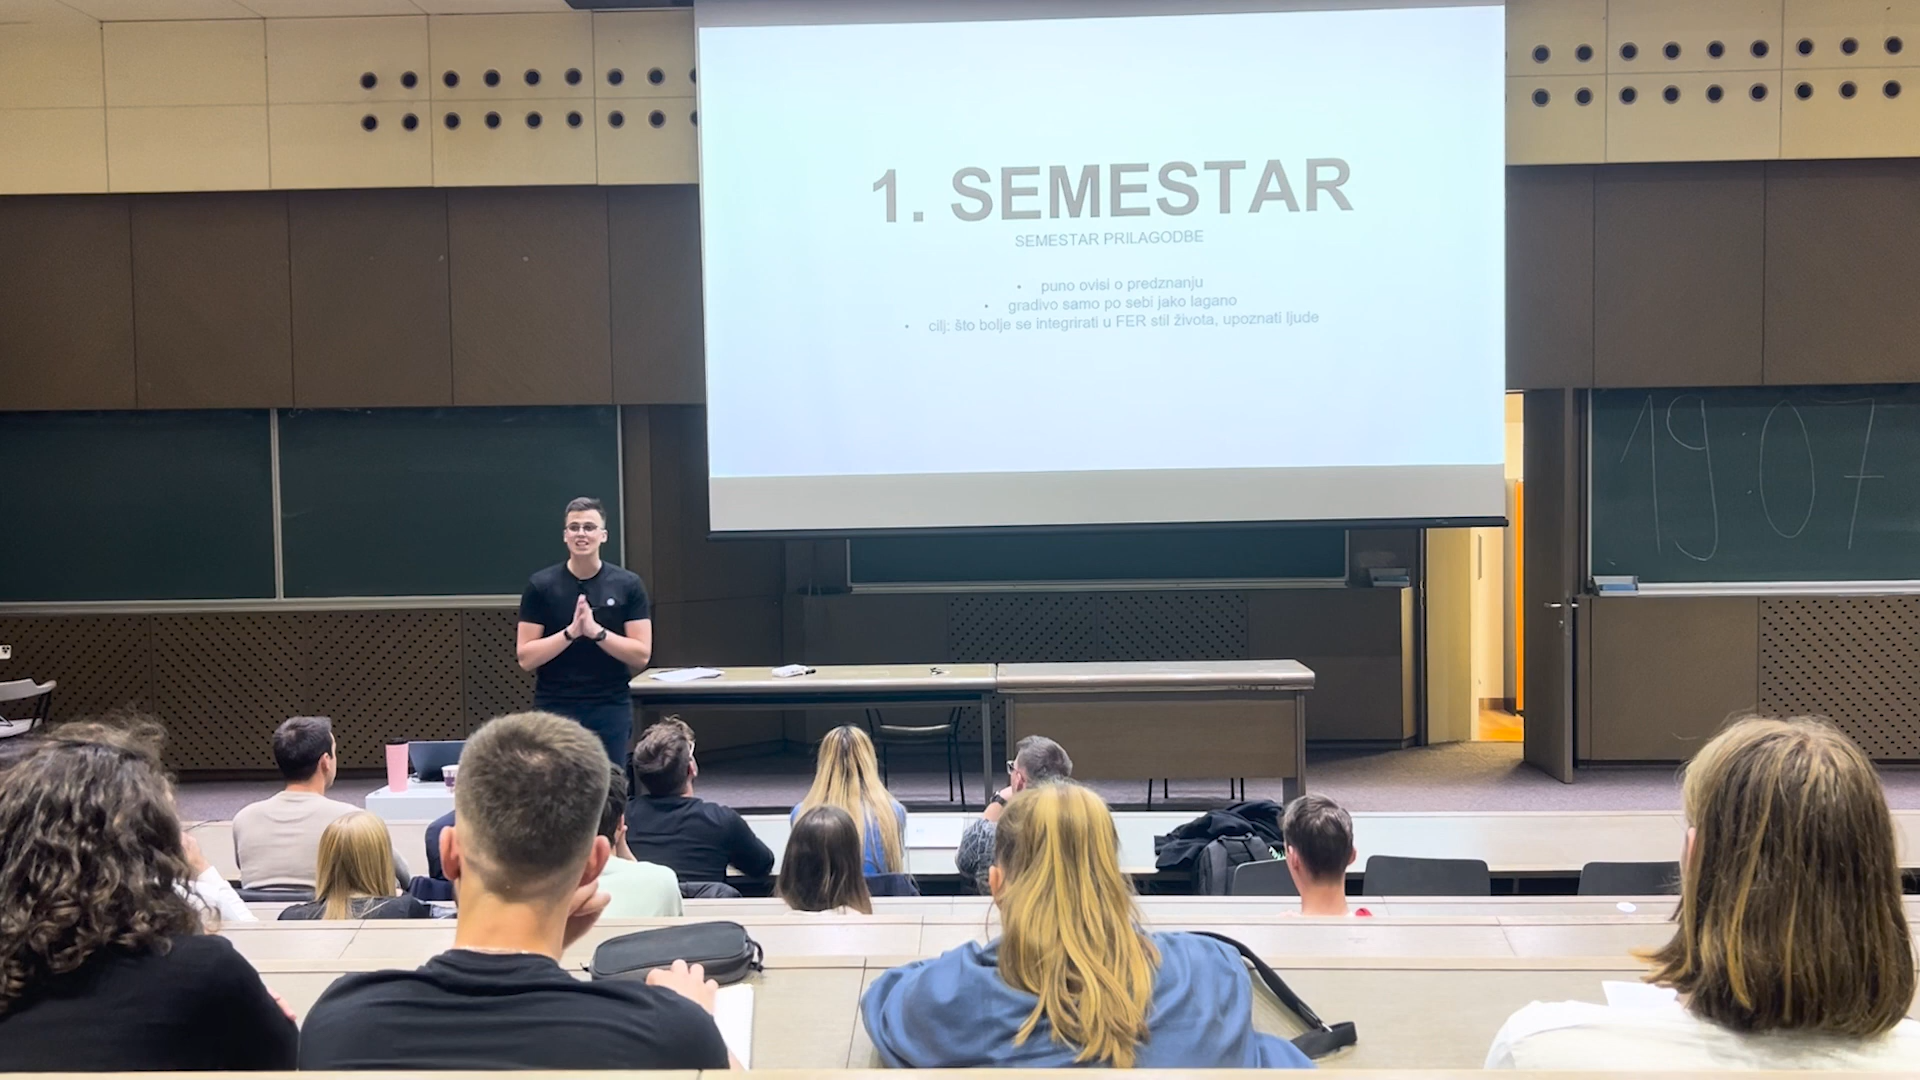 1. SEMESTAR
SEMESTAR PRILAGODBE
• puno ovisi o predznanju
• gradivo samo po sebi jako lagano
• cilj: što bolje se integrirati u FER stil života, upoznati ljude
19:07